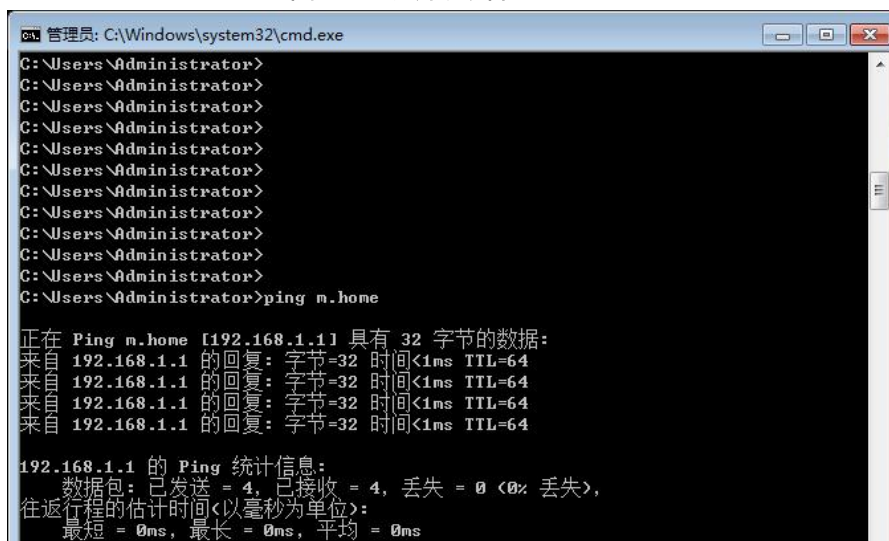 管理员: C:\Windows\system32\cmd.exe
C:\Users\Administrator>
C:\Users\Administrator>
C:\Users\Administrator>
C:\Users\Administrator>
C:\Users\Administrator>
C:\Users\Administrator>
C:\Users\Administrator>
C:\Users\Administrator>
C:\Users\Administrator>
C:\Users\Administrator>
C:\Users\Administrator>
C:\Users\Administrator>ping m.home
正在 Ping m.home [192.168.1.1] 具有 32 字节的数据:
来自 192.168.1.1 的回复: 字节=32 时间<1ms TTL=64
来自 192.168.1.1 的回复: 字节=32 时间<1ms TTL=64
来自 192.168.1.1 的回复: 字节=32 时间<1ms TTL=64
来自 192.168.1.1 的回复: 字节=32 时间<1ms TTL=64
192.168.1.1 的 Ping 统计信息:
数据包: 已发送 = 4, 已接收 = 4, 丢失 = 0 (0% 丢失),
往返行程的估计时间(以毫秒为单位):
最短 = 0ms, 最长 = 0ms, 平均 = 0ms